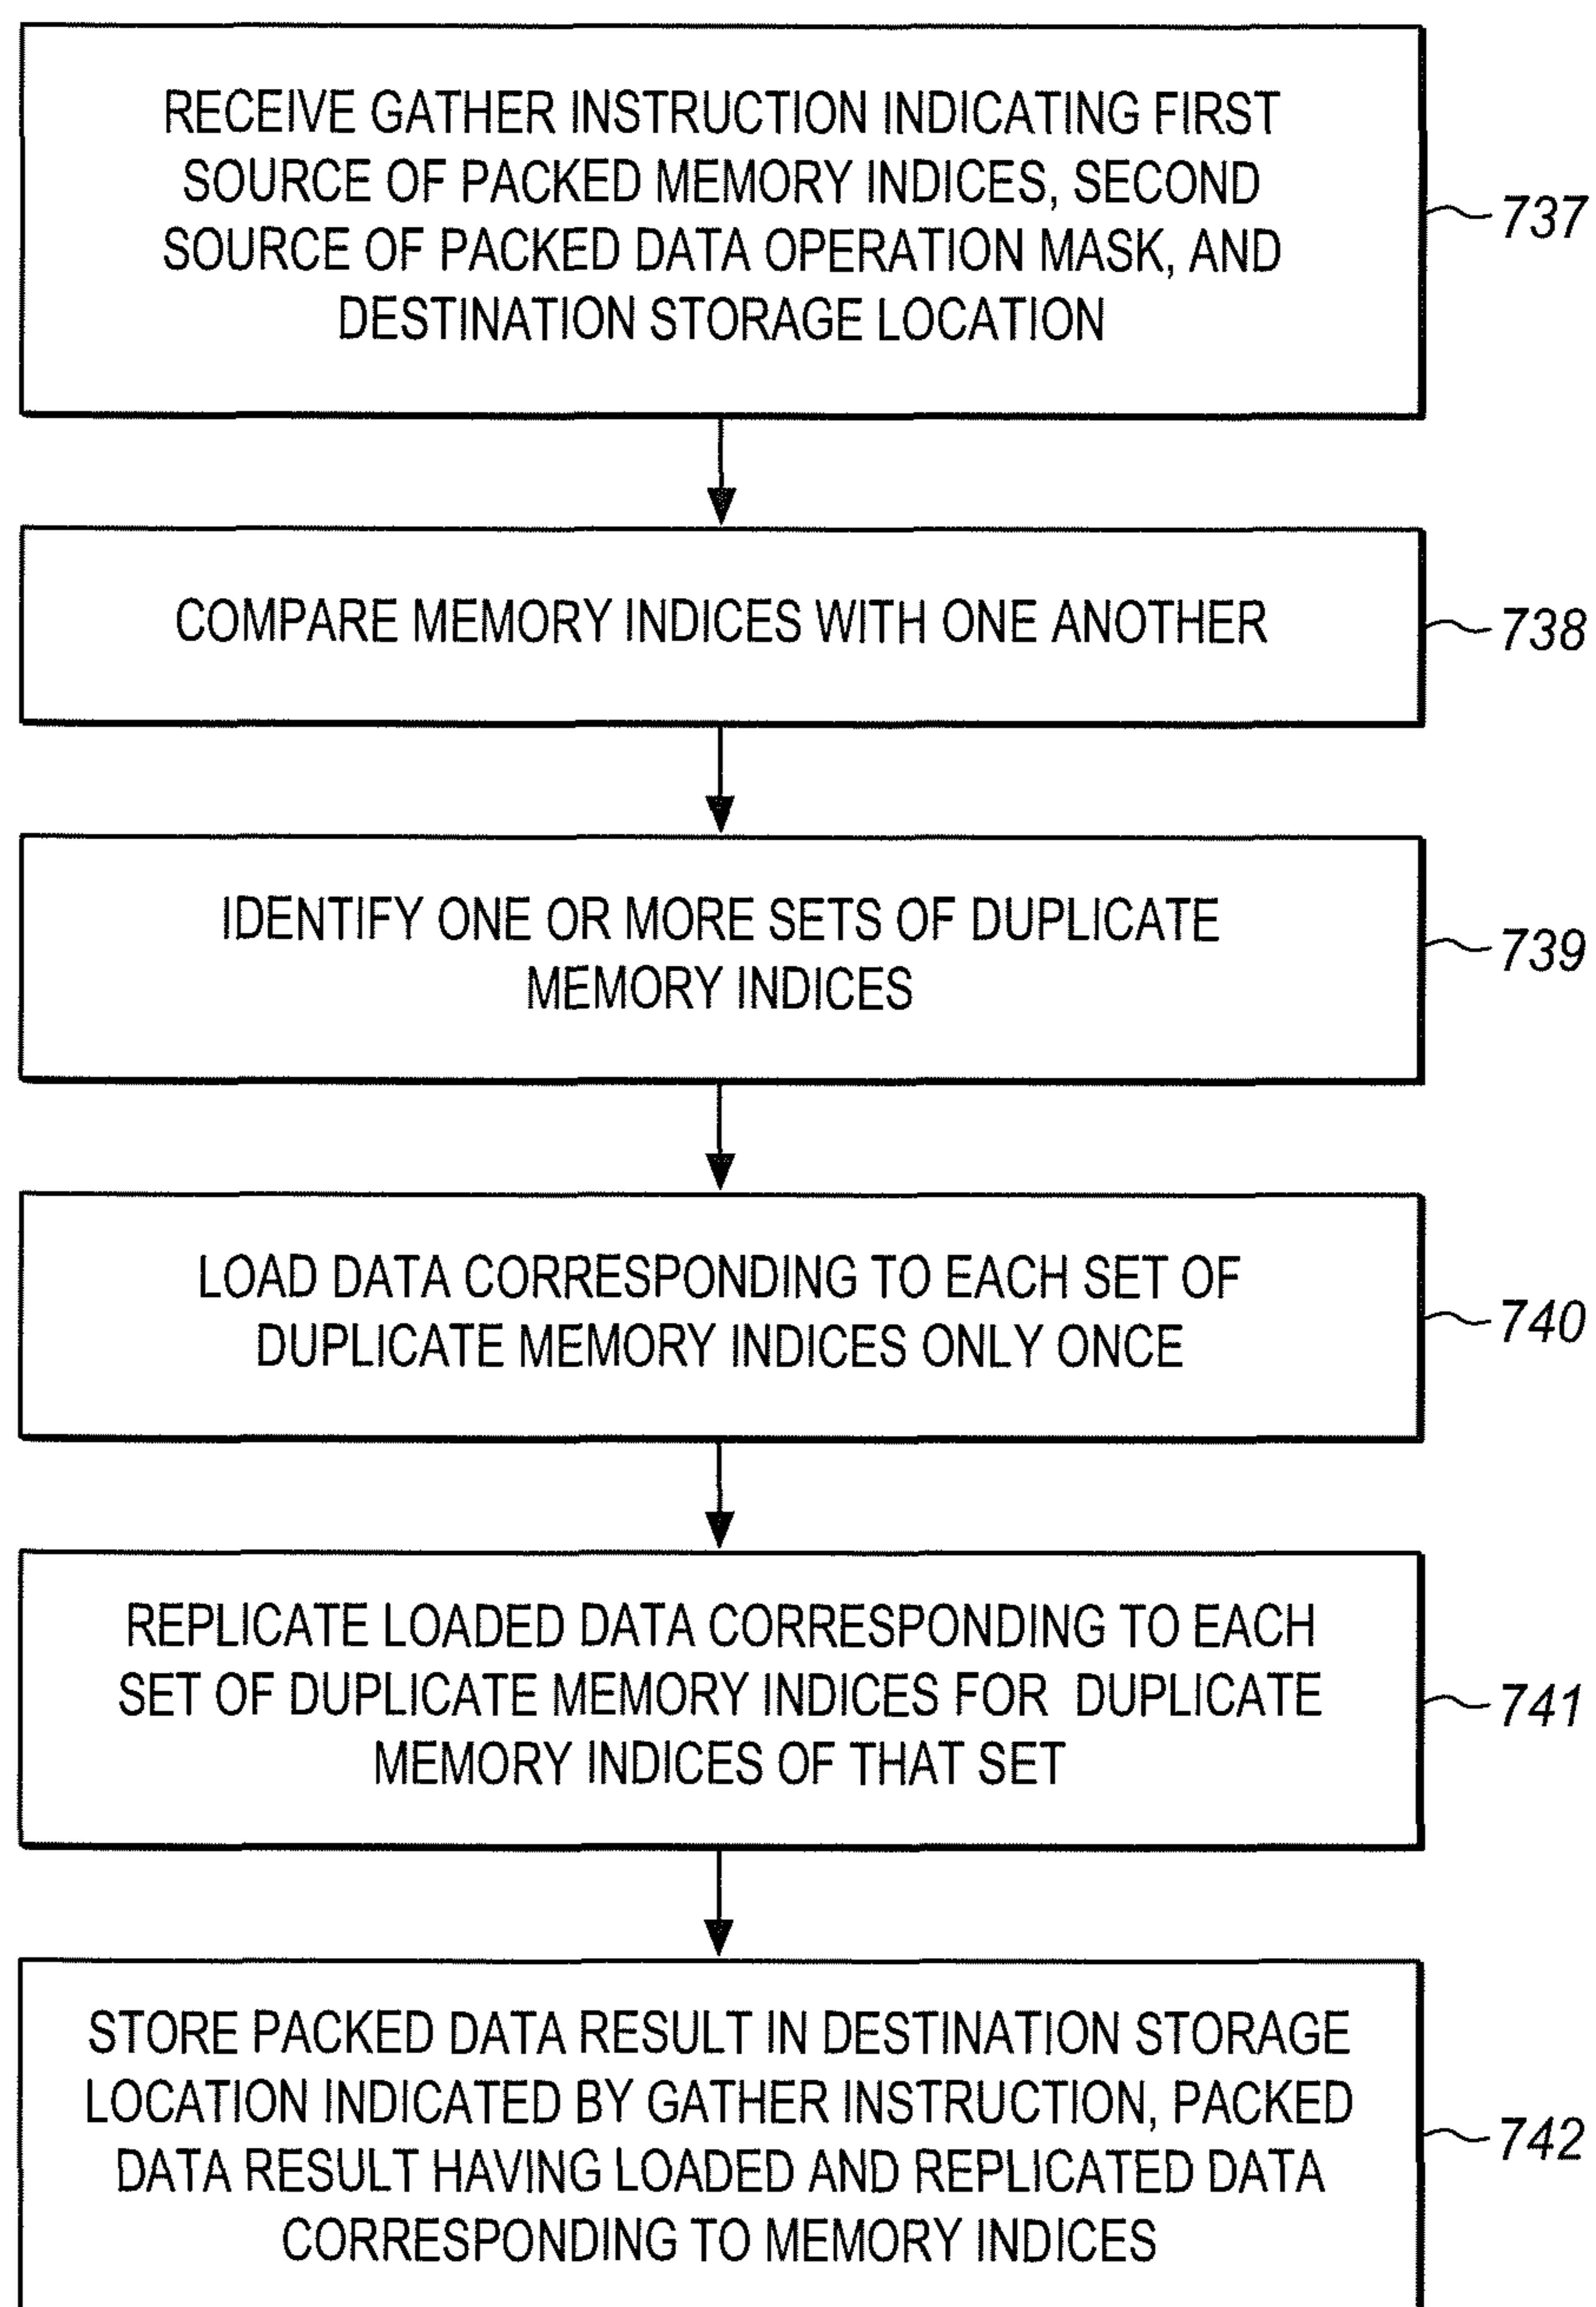 RECEIVE GATHER INSTRUCTION INDICATING FIRST
SOURCE OF PACKED MEMORY INDICES, SECOND
SOURCE OF PACKED DATA OPERATION MASK, AND
DESTINATION STORAGE LOCATION
737
COMPARE MEMORY INDICES WITH ONE ANOTHER
738
IDENTIFY ONE OR MORE SETS OF DUPLICATE
MEMORY INDICES
739
LOAD DATA CORRESPONDING TO EACH SET OF
DUPLICATE MEMORY INDICES ONLY ONCE
740
REPLICATE LOADED DATA CORRESPONDING TO EACH
SET OF DUPLICATE MEMORY INDICES FOR DUPLICATE
MEMORY INDICES OF THAT SET
741
STORE PACKED DATA RESULT IN DESTINATION STORAGE
LOCATION INDICATED BY GATHER INSTRUCTION, PACKED
DATA RESULT HAVING LOADED AND REPLICATED DATA
CORRESPONDING TO MEMORY INDICES
742